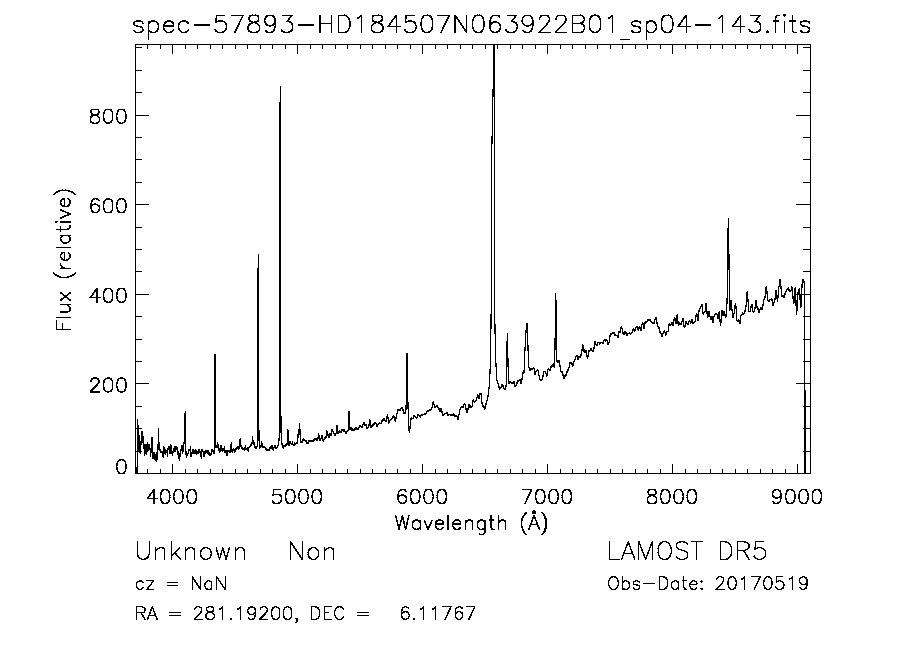 spec-57893-HD184507N063922B01_sp04-143.fits
800
600
400
200
0
Flux (relative)
4000 5000 6000 7000 8000 9000
Wavelength (Å)
Unknown Non LAMOST DR5
cz = NaN Obs-Date: 20170519
RA = 281.19200, DEC = 6.11767